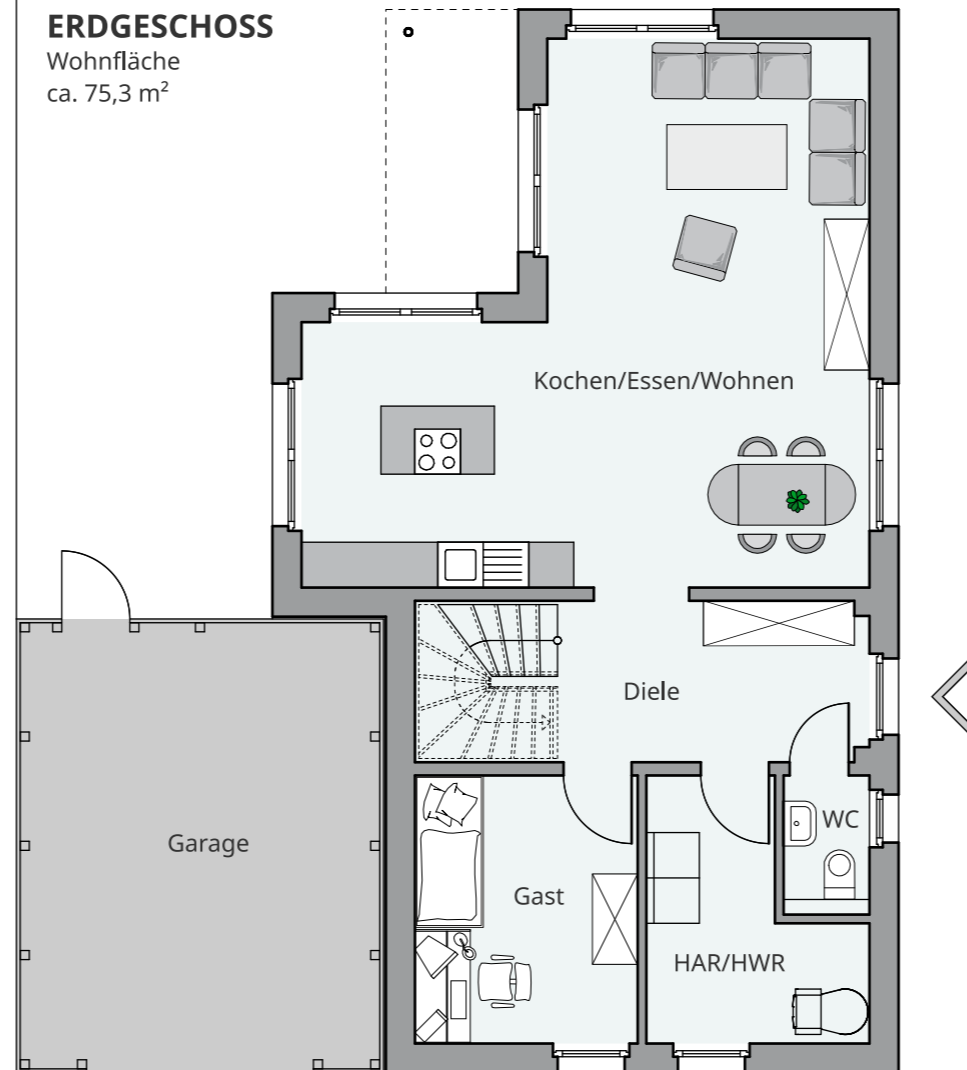 ERDGESCHOSS
Wohnfläche
ca. 75,3 m²
Kochen/Essen/Wohnen
Diele
WC
Garage
Gast
HAR/HWR